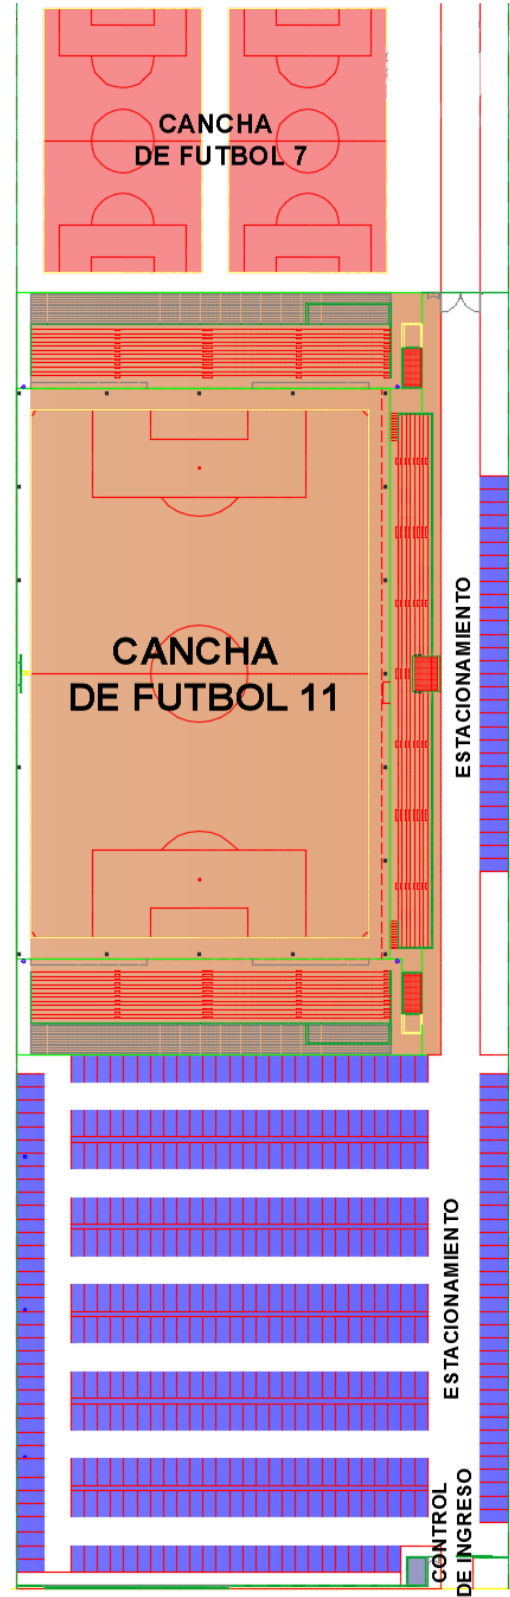 CANCHA
DE FUTBOL 7
CANCHA
DE FUTBOL 11
ESTACIONAMIENTO
ESTACIONAMIENTO
CONTROL
DE INGRESO